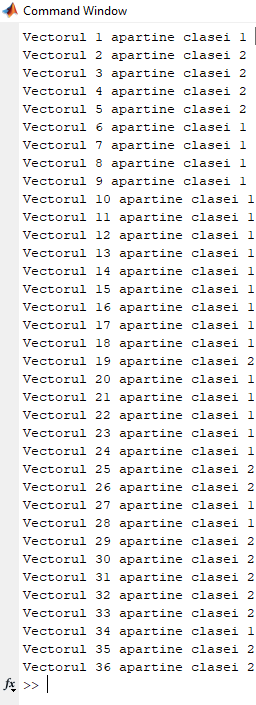 Command Window
Vectorul 1 apartine clasei 1
Vectorul 2 apartine clasei 2
Vectorul 3 apartine clasei 2
Vectorul 4 apartine clasei 2
Vectorul 5 apartine clasei 2
Vectorul 6 apartine clasei 1
Vectorul 7 apartine clasei 1
Vectorul 8 apartine clasei 1
Vectorul 9 apartine clasei 1
Vectorul 10 apartine clasei 1
Vectorul 11 apartine clasei 1
Vectorul 12 apartine clasei 1
Vectorul 13 apartine clasei 1
Vectorul 14 apartine clasei 1
Vectorul 15 apartine clasei 1
Vectorul 16 apartine clasei 1
Vectorul 17 apartine clasei 1
Vectorul 18 apartine clasei 1
Vectorul 19 apartine clasei 2
Vectorul 20 apartine clasei 1
Vectorul 21 apartine clasei 1
Vectorul 22 apartine clasei 1
Vectorul 23 apartine clasei 1
Vectorul 24 apartine clasei 1
Vectorul 25 apartine clasei 2
Vectorul 26 apartine clasei 2
Vectorul 27 apartine clasei 1
Vectorul 28 apartine clasei 1
Vectorul 29 apartine clasei 2
Vectorul 30 apartine clasei 2
Vectorul 31 apartine clasei 2
Vectorul 32 apartine clasei 2
Vectorul 33 apartine clasei 2
Vectorul 34 apartine clasei 1
Vectorul 35 apartine clasei 2
Vectorul 36 apartine clasei 2
fx >>